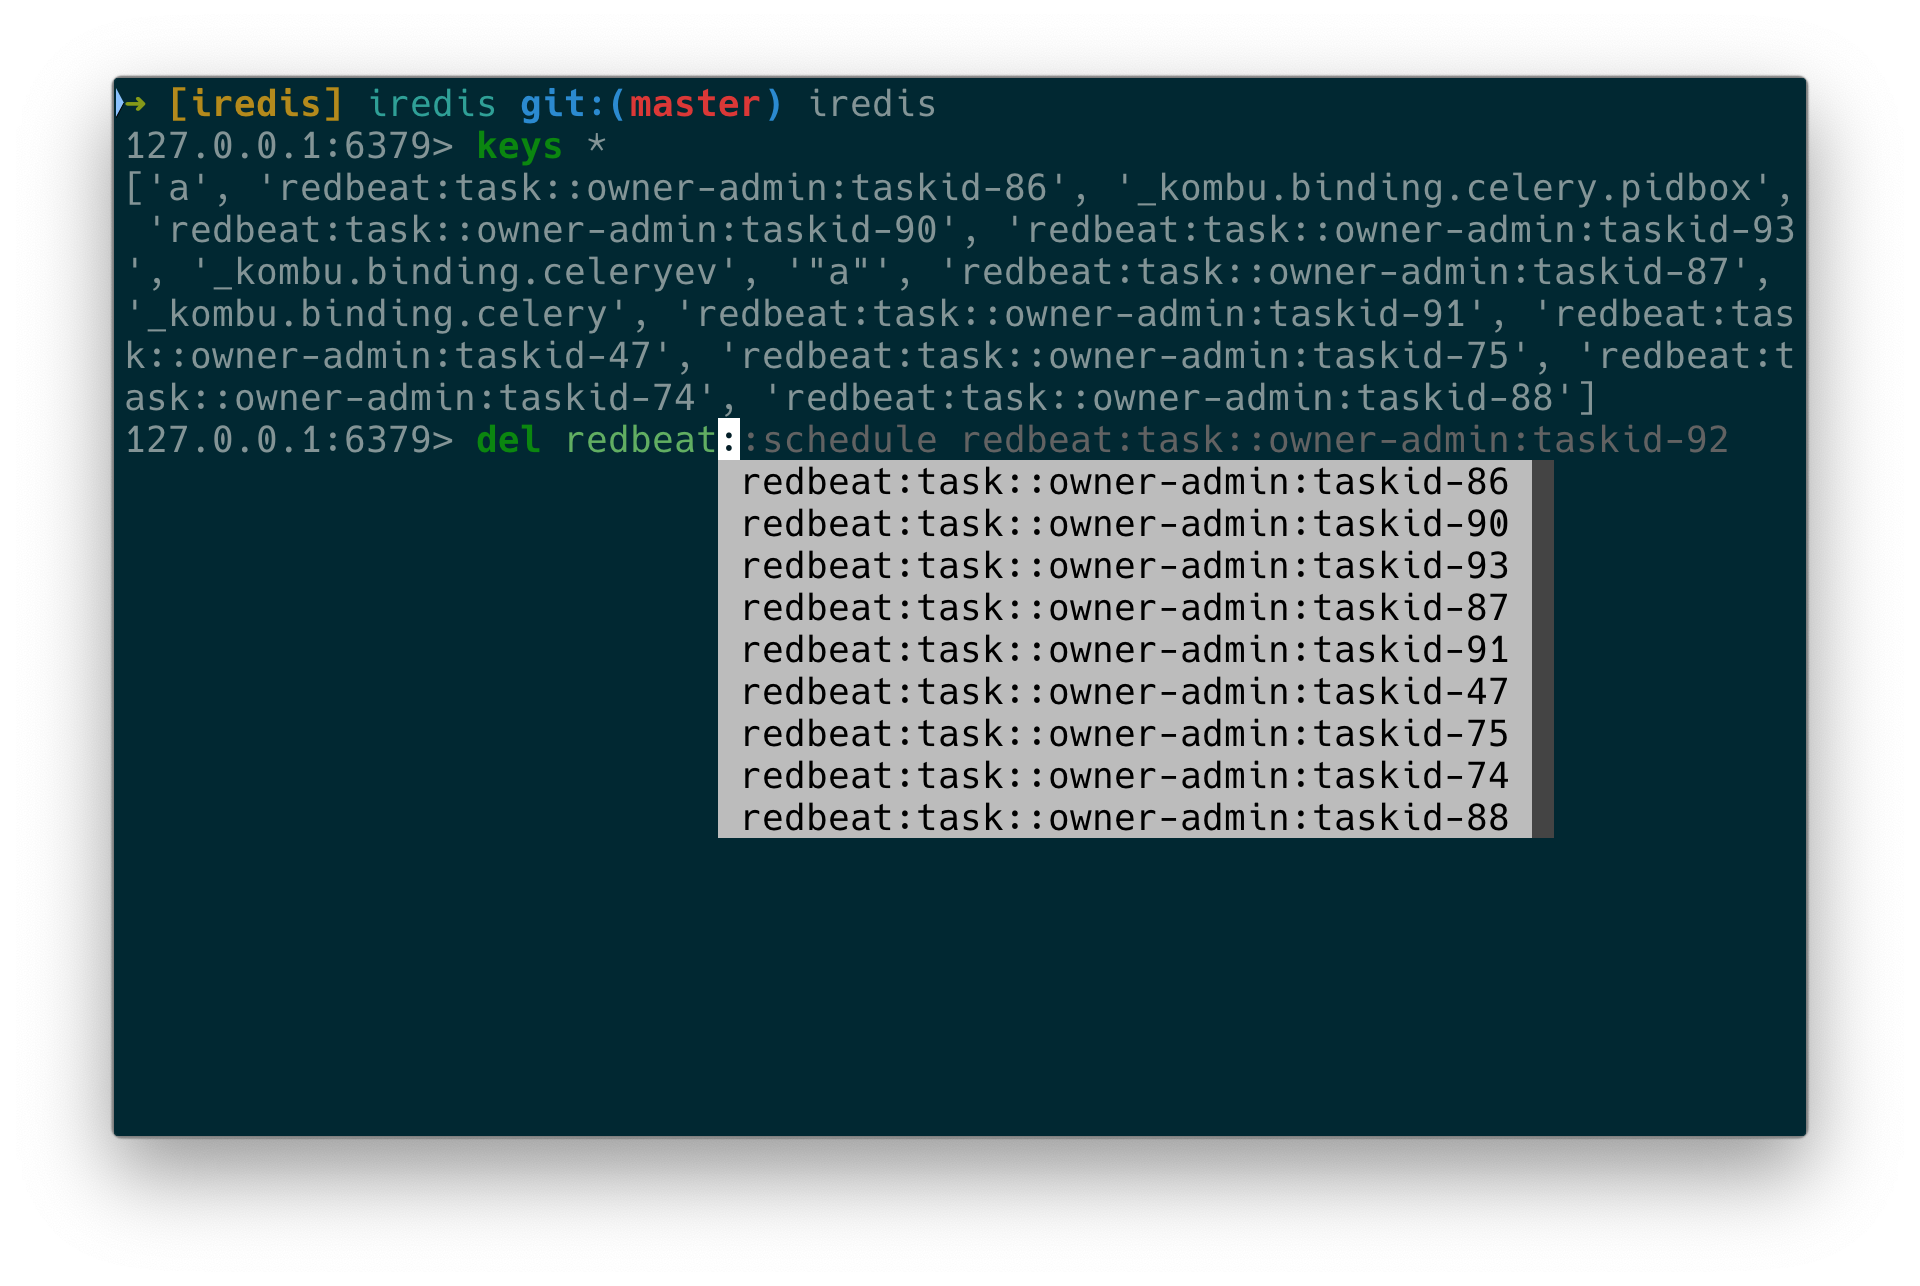 ➜ [iredis] iredis git:(master) iredis
127.0.0.1:6379> keys *
['a', 'redbeat:task::owner-admin:taskid-86', '_kombu.binding.celery.pidbox',
'redbeat:task::owner-admin:taskid-90', 'redbeat:task::owner-admin:taskid-93
', '_kombu.binding.celeryev', '"a"', 'redbeat:task::owner-admin:taskid-87',
'_kombu.binding.celery', 'redbeat:task::owner-admin:taskid-91', 'redbeat:tas
k::owner-admin:taskid-47', 'redbeat:task::owner-admin:taskid-75', 'redbeat:t
ask::owner-admin:taskid-74', 'redbeat:task::owner-admin:taskid-88']
127.0.0.1:6379> del redbeat::schedule redbeat:task::owner-admin:taskid-92
redbeat:task::owner-admin:taskid-86
redbeat:task::owner-admin:taskid-90
redbeat:task::owner-admin:taskid-93
redbeat:task::owner-admin:taskid-87
redbeat:task::owner-admin:taskid-91
redbeat:task::owner-admin:taskid-47
redbeat:task::owner-admin:taskid-75
redbeat:task::owner-admin:taskid-74
redbeat:task::owner-admin:taskid-88